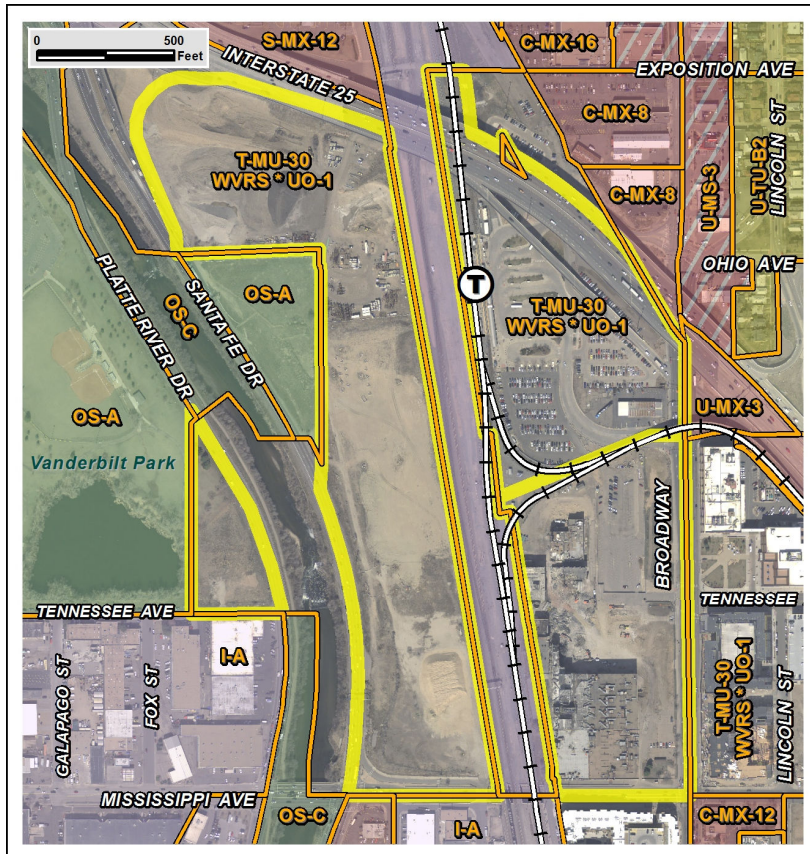 0 500
Feet
S-MX-12
C-MX-16
INTERSTATE 25
EXPOSITION AVE
C-MX-8
T-MU-30
WVRS * UO-1
C-MX-8
U-MS-3
U-TU-B2
LINCOLN ST
OHIO AVE
PLATTE RIVER DR
OS-C
SANTA FE DR
OS-A
T
T-MU-30
WVRS * UO-1
OS-A
U-MX-3
Vanderbilt Park
BROADWAY
TENNESSEE AVE
TENNESSEE
I-A
GALAPAGO ST
FOX ST
T-MU-30
WVRS * UO-1
LINCOLN ST
MISSISSIPPI AVE
OS-C
I-A
C-MX-12